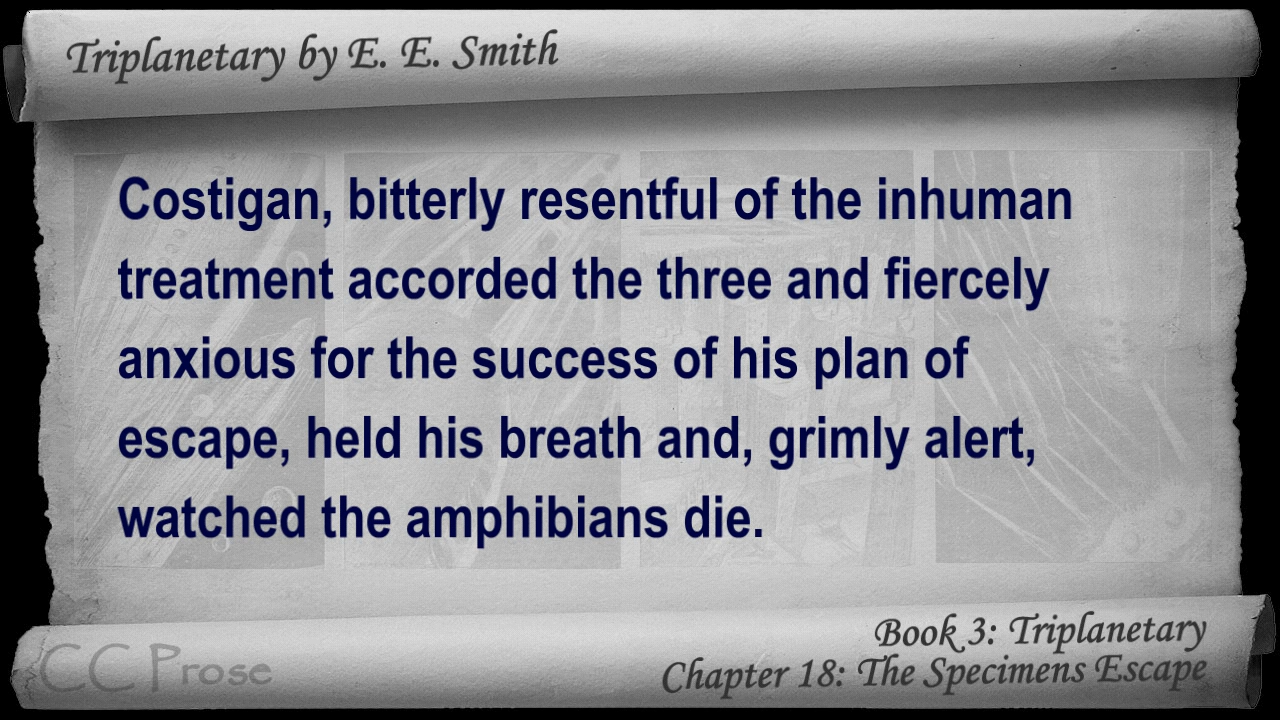 Triplanetary by E. E. Smith
Costigan, bitterly resentful of the inhuman
treatment accorded the three and fiercely
anxious for the success of his plan of
escape, held his breath and, grimly alert,
watched the amphibians die.
Book 3: Triplanetary
Chapter 18: The Specimens Escape
CC Prose